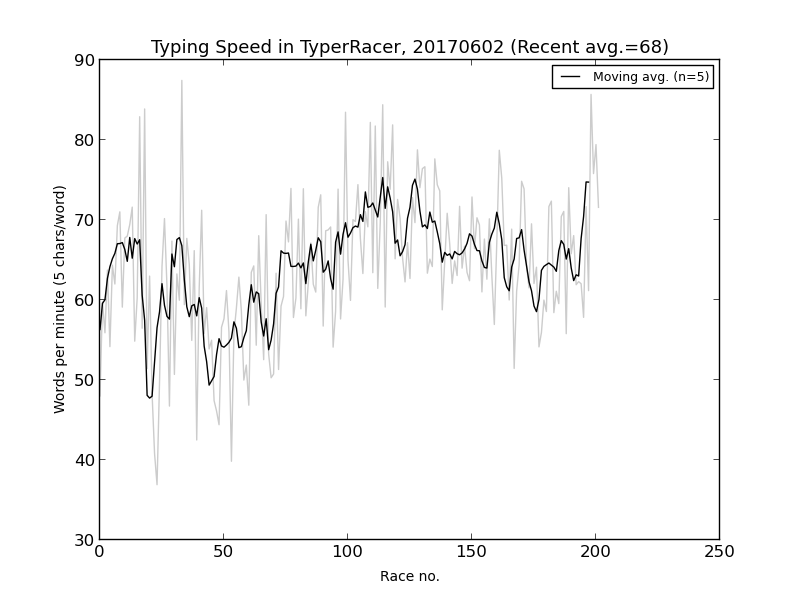 Typing Speed in TyperRacer, 20170602 (Recent avg.=68)
Moving avg. (n=5)
Words per minute (5 chars/word)
90
80
70
60
50
40
30
0 50 100 150 200 250
Race no.